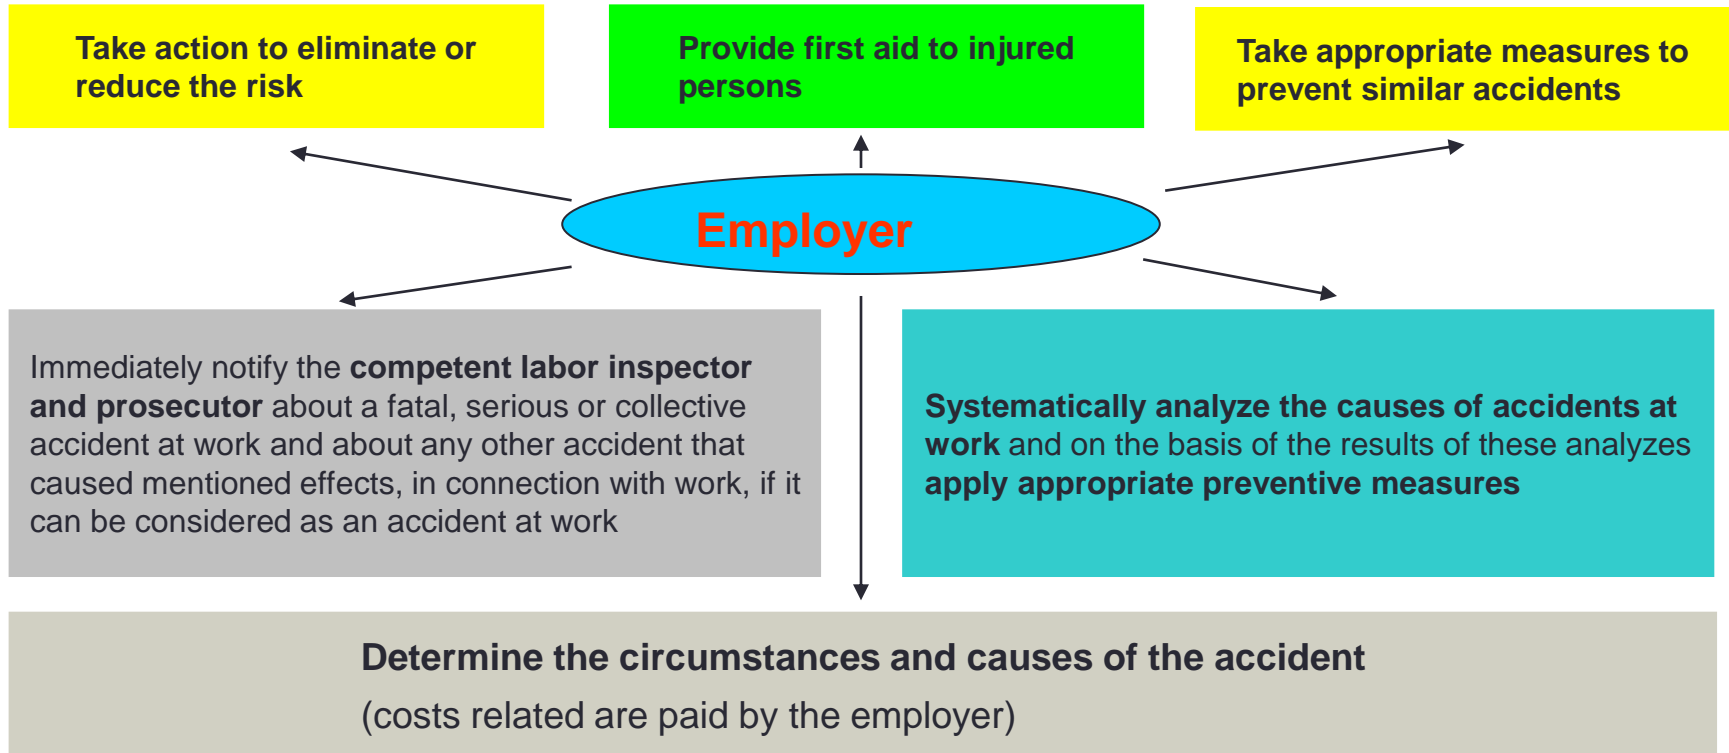 Take action to eliminate or
reduce the risk
Provide first aid to injured
persons
Take appropriate measures to
prevent similar accidents
Employer
Immediately notify the competent labor inspector
and prosecutor about a fatal, serious or collective
accident at work and about any other accident that
caused mentioned effects, in connection with work, if it
can be considered as an accident at work
Systematically analyze the causes of accidents at
work and on the basis of the results of these analyzes
apply appropriate preventive measures
Determine the circumstances and causes of the accident
(costs related are paid by the employer)